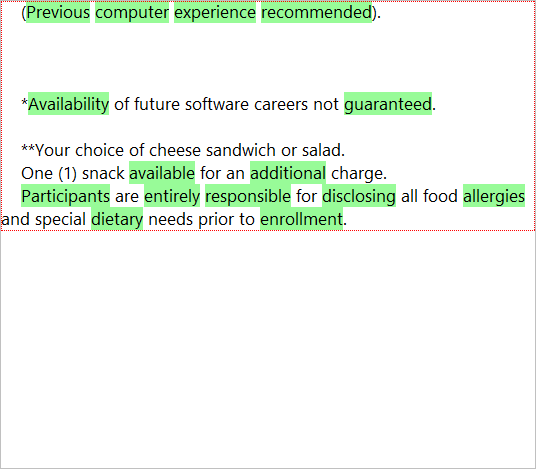 (Previous computer experience recommended).
*Availability of future software careers not guaranteed.
**Your choice of cheese sandwich or salad.
One (1) snack available for an additional charge.
Participants are entirely responsible for disclosing all food allergies
and special dietary needs prior to enrollment.